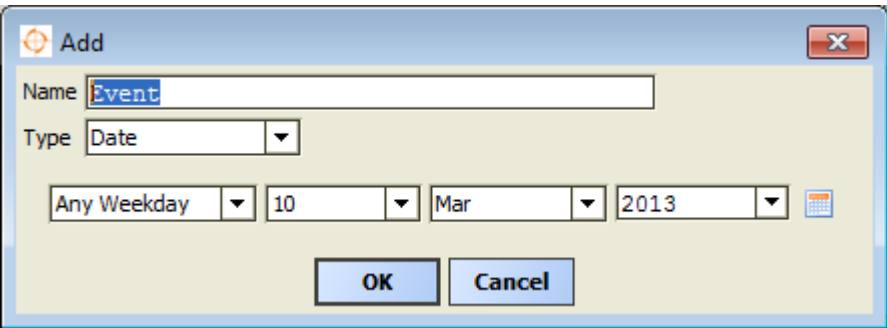 Add
Name Event
Type Date
Any Weekday 10 Mar 2013
OK Cancel